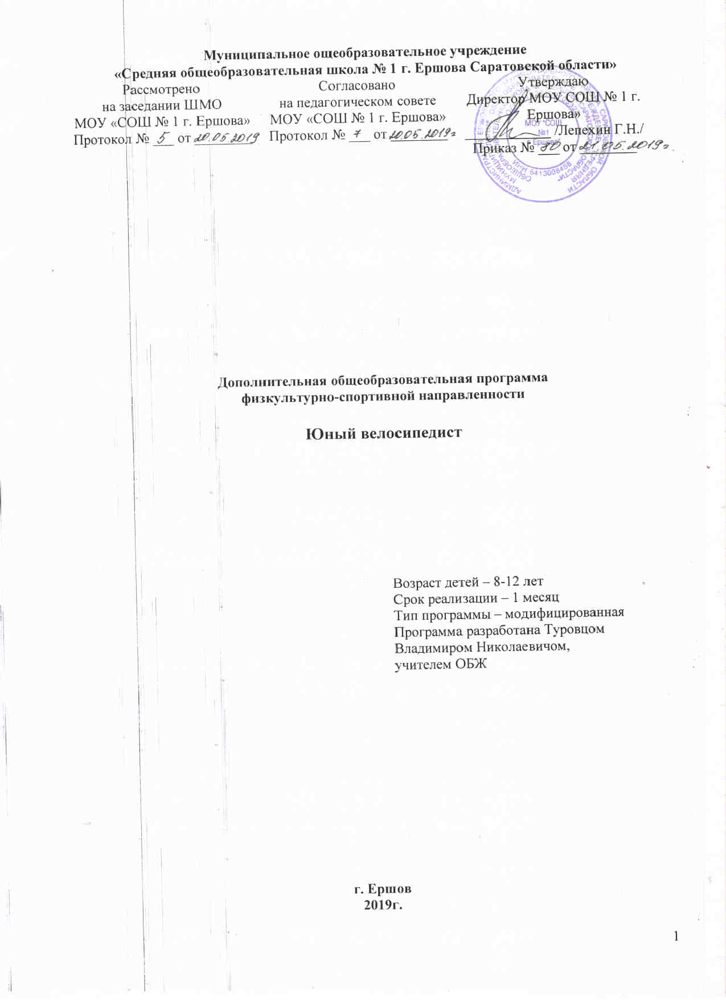 Муниципальное ощеобразовательное учреждение
«Средняя общеобразовательная школа № 1 г. Ершова Саратовской области»
Рассмотрено
на заседании ШМО
МОУ «СОШ № 1 г. Ершова»
Протокол № 5 от 20.05.2019
Согласовано
на педагогическом совете
МОУ «СОШ № 1 г. Ершова»
Протокол № 7 от 20.05.2019г
Утверждаю
Директор МОУ СОШ № 1 г.
Ершова»
/Лепехин Г.Н./
Приказ № 80 от 21.05.2019г.
МОУ "СОШ
№1
г. Ершова"
ИНН 6413008458
Дополнительная общеобразовательная программа
физкультурно-спортивной направленности
Юный велосипедист
Возраст детей – 8-12 лет
Срок реализации – 1 месяц
Тип программы – модифицированная
Программа разработана Туровцом
Владимиром Николаевичом,
учителем ОБЖ
г. Ершов
2019г.
1